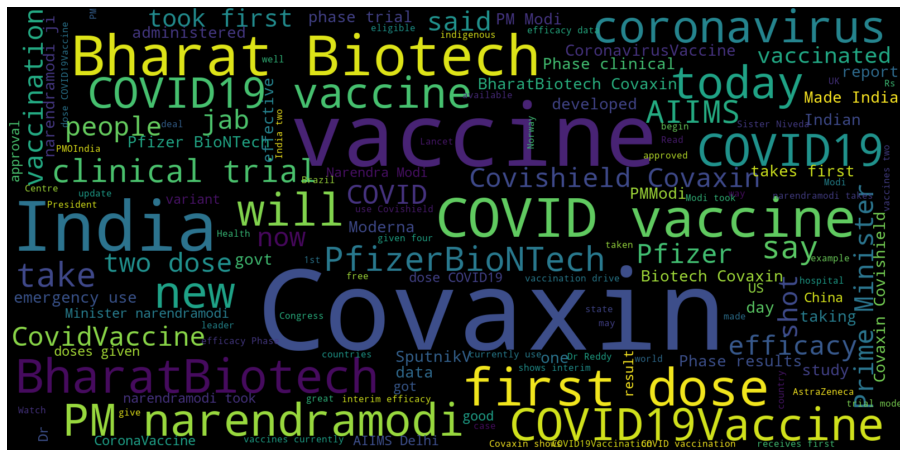 PM
took first
phase trial
said
PM Modi
eligible
efficacy data
coronavirus
administered
indigenous
CoronavirusVaccine
vaccinated
Bharat Biotech
well
Phase clinical
report
vaccination
narendramodi ji
dose COVID19Vaccine
COVID19
vaccine
BharatBiotech Covaxin
today
UK
Rs
effective
available
developed
AIIMS
Made India
people
jab
India two
vaccine
begin
Indian
approval
deal
Pfizer BioNTech
Lancet
Norway
Sister Nived
COVID19
PMOIndia
approved
Read
clinical trial
Narendra Modi
Covishield Covaxin
takes first
Centre
Brazil
COVID
PMModi
Modi
President
variant
use Covishield
say
Modi took
narendramodi take
vaccines two
update
India
will
COVID vaccine
Health
Moderna
given four
taken
example
now
1st
PfizerBioNTech
Pfizer
say
hospital
two dose
govt
take
free
dose COVID19
vaccination drive
Biotech Covaxin
US
new
Covaxin
shot
China
Prime Minister
Covaxin Covishield
emergency use
state
day
taking
Minister narendramodi
leader
Congress
may
made
CovidVaccine
efficacy Phase
SputnikV
currently use
one
Dr Reddy
efficacy
doses given
countries
shows interim
result
Phase results
study
BharatBiotech
data
world
country
AstraZeneca
narendramodi took
great
interim efficacy
got
first dose
trial mode
Watch
give
good
PM narendramodi
case
COVID19Vaccine
Dr
CoronaVaccine
vaccines currently
AIIMS Delhi
Covaxin shows
COVID19Vaccination
COVID vaccination
receives first